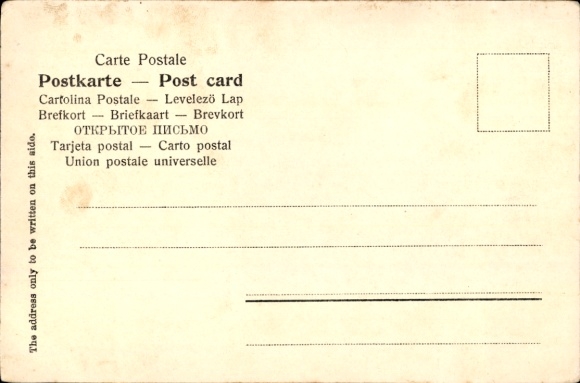 Carte Postale
Postkarte — Post card
Cartolina Postale — Levelezö Lap
Brefkort — Briefkaart — Brevkort
ОТКРЫТОЕ ПИСЬМО
Tarjeta postal — Carto postal
Union postale universelle
The address only to be written on this side.